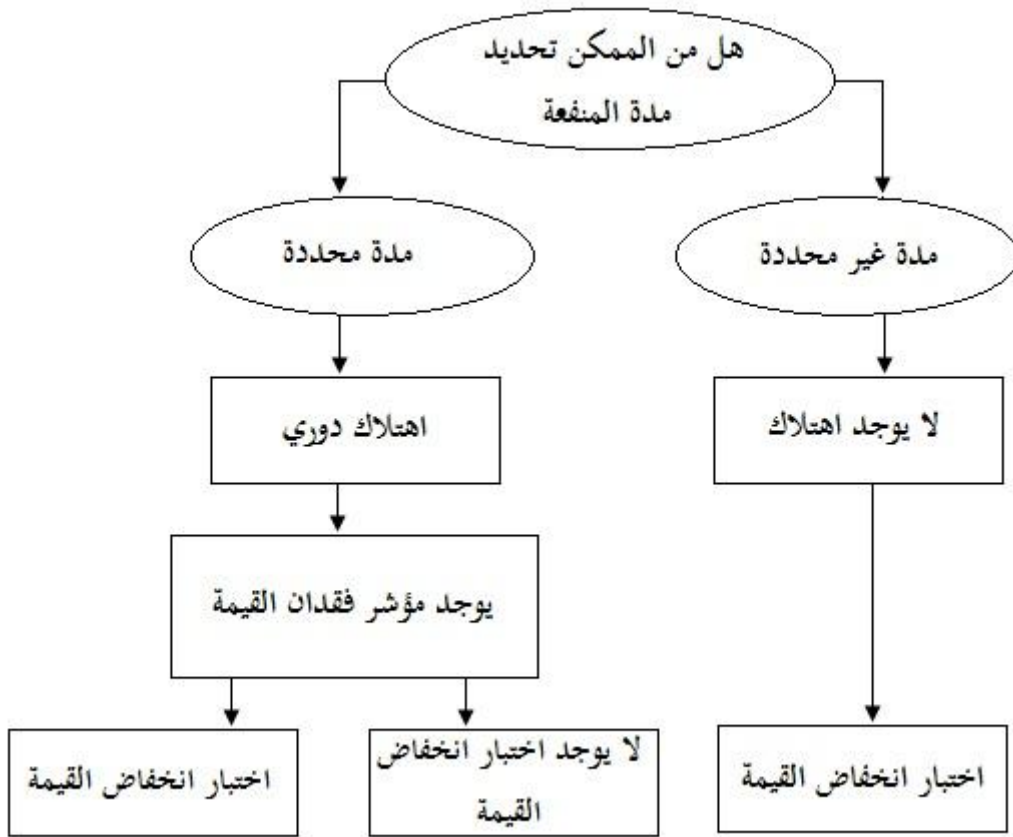 هل من الممكن تحديد
مدة المنفعة
مدة غير محددة
مدة محددة
لا يوجد اهتلاك
اهتلاك دوري
يوجد مؤشر فقدان القيمة
اختبار انخفاض القيمة
لا يوجد اختبار انخفاض
القيمة
اختبار انخفاض القيمة